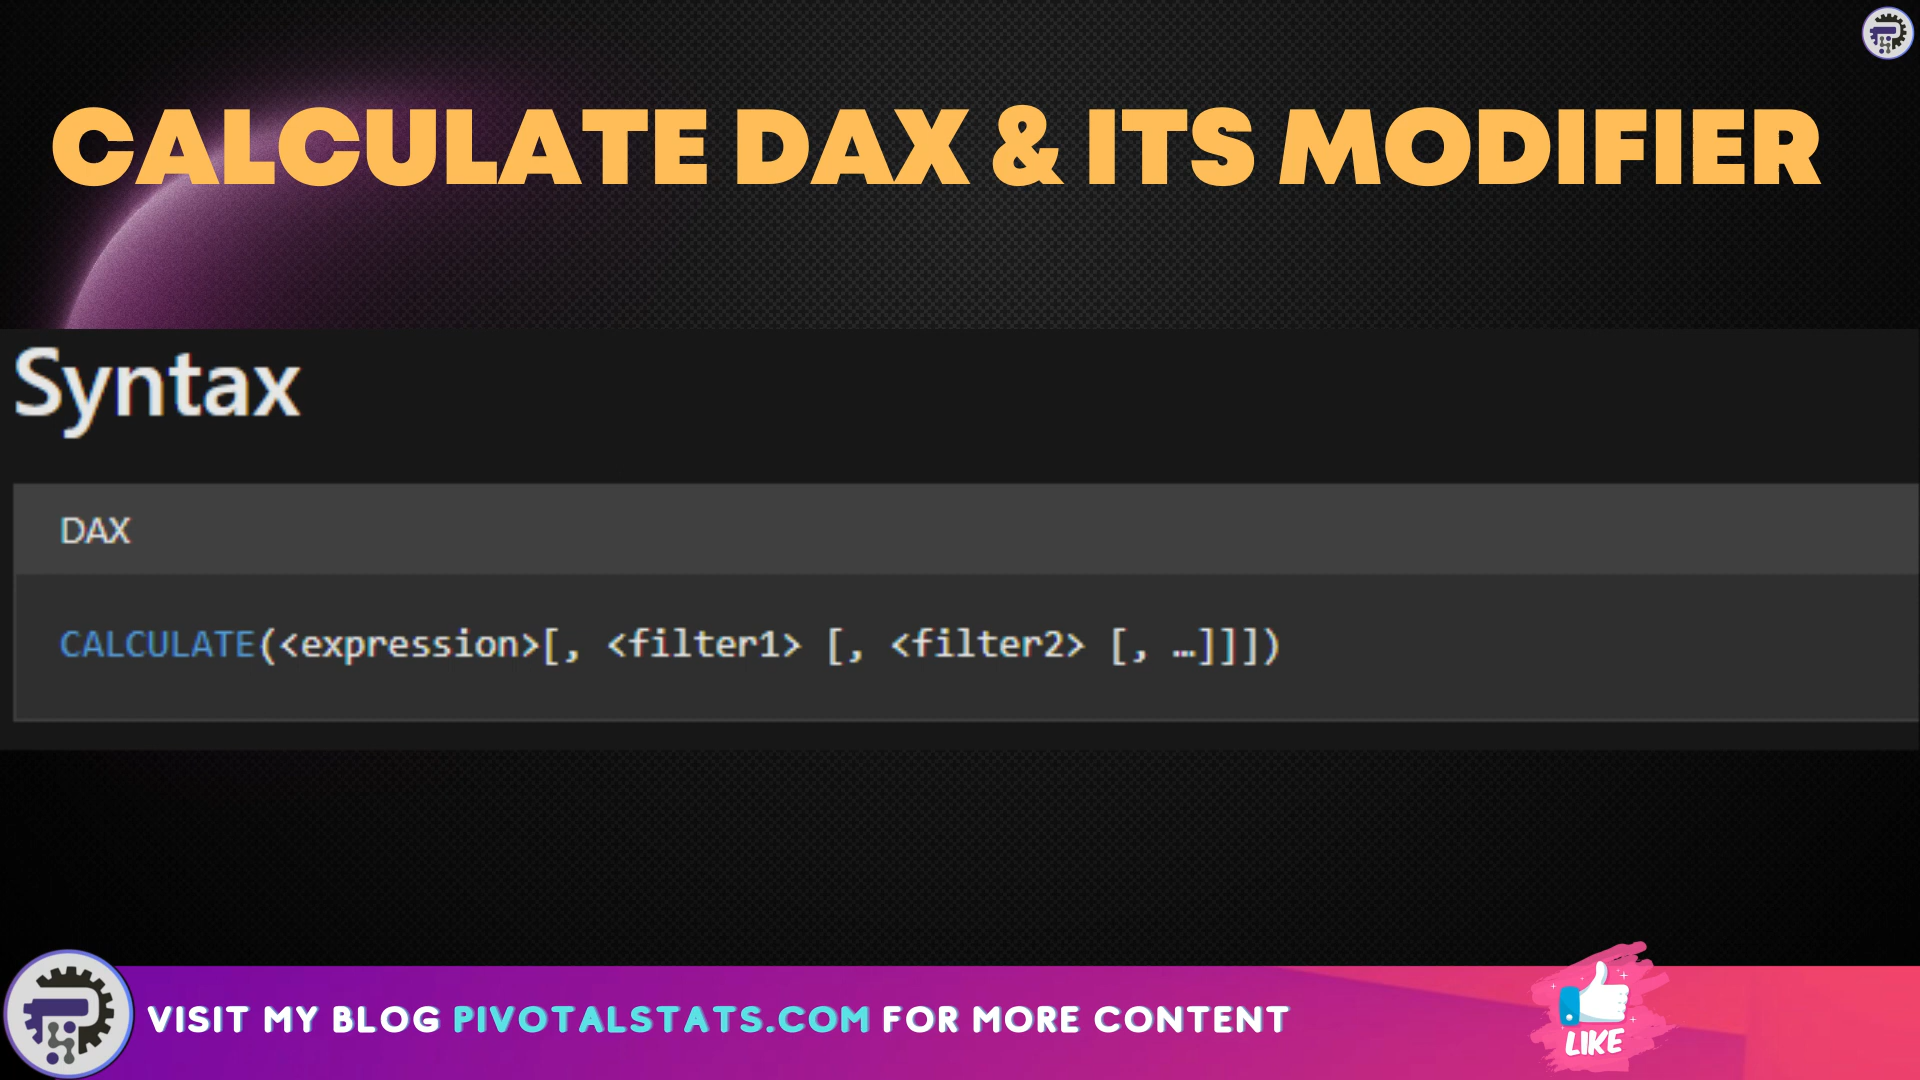 CALCULATE DAX & ITS MODIFIER
Syntax
DAX
CALCULATE(<expression>[, <filter1> [, <filter2> [, …]]])
VISIT MY BLOG PIVOTALSTATS.COM FOR MORE CONTENT
LIKE